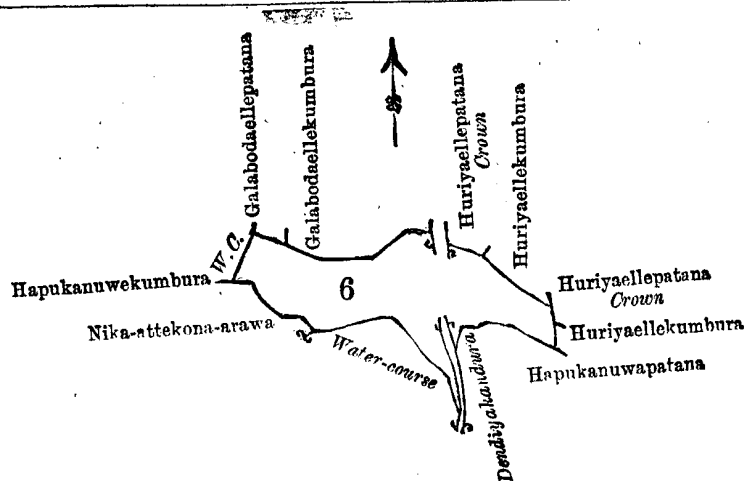 Galabodaellepatana
Galabodaellekumbura
Huriyaellepatana
Crown
Huriyaellekumbura
W. C.
Hapukanuwekumbura
6
Huriyaellepatana
Crown
Nika-attekona-arawa
Huriyaellekumbura
Water-course
Hapukanuwapatana
Dendiyakandura